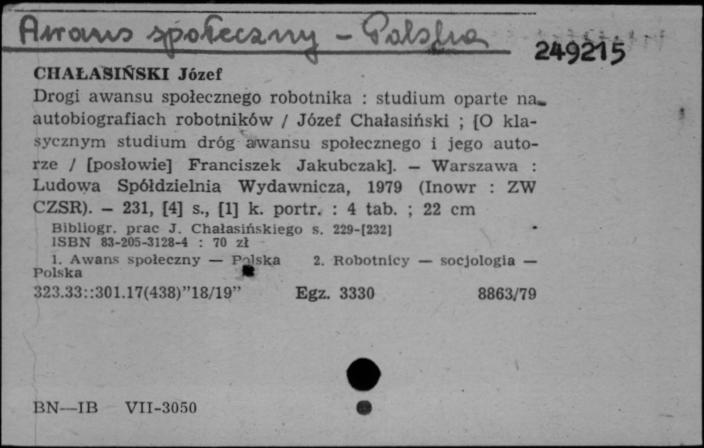 Awans społeczny - Polska
249215
CHAŁASIŃSKI Józef
Drogi awansu społecznego robotnika : studium oparte na
autobiografiach robotników / Józef Chałasiński ; [O kla-
sycznym studium dróg awansu społecznego i jego auto-
rze / [posłowie] Franciszek Jakubczak]. — Warszawa :
Ludowa Spółdzielnia Wydawnicza, 1979 (Inowr : ZW
CZSR). — 231, [4] s., [1] k. portr. : 4 tab. ; 22 cm
Bibliogr. prac J. Chałasińskiego s. 229-[232]
ISBN 83-205-3128-4 : 70 zł
1. Awans społeczny — Polska 2. Robotnicy — socjologia —
Polska
323.33::301.17(438)"18/19" Egz. 3330 8863/79
BN—IB VII-3050